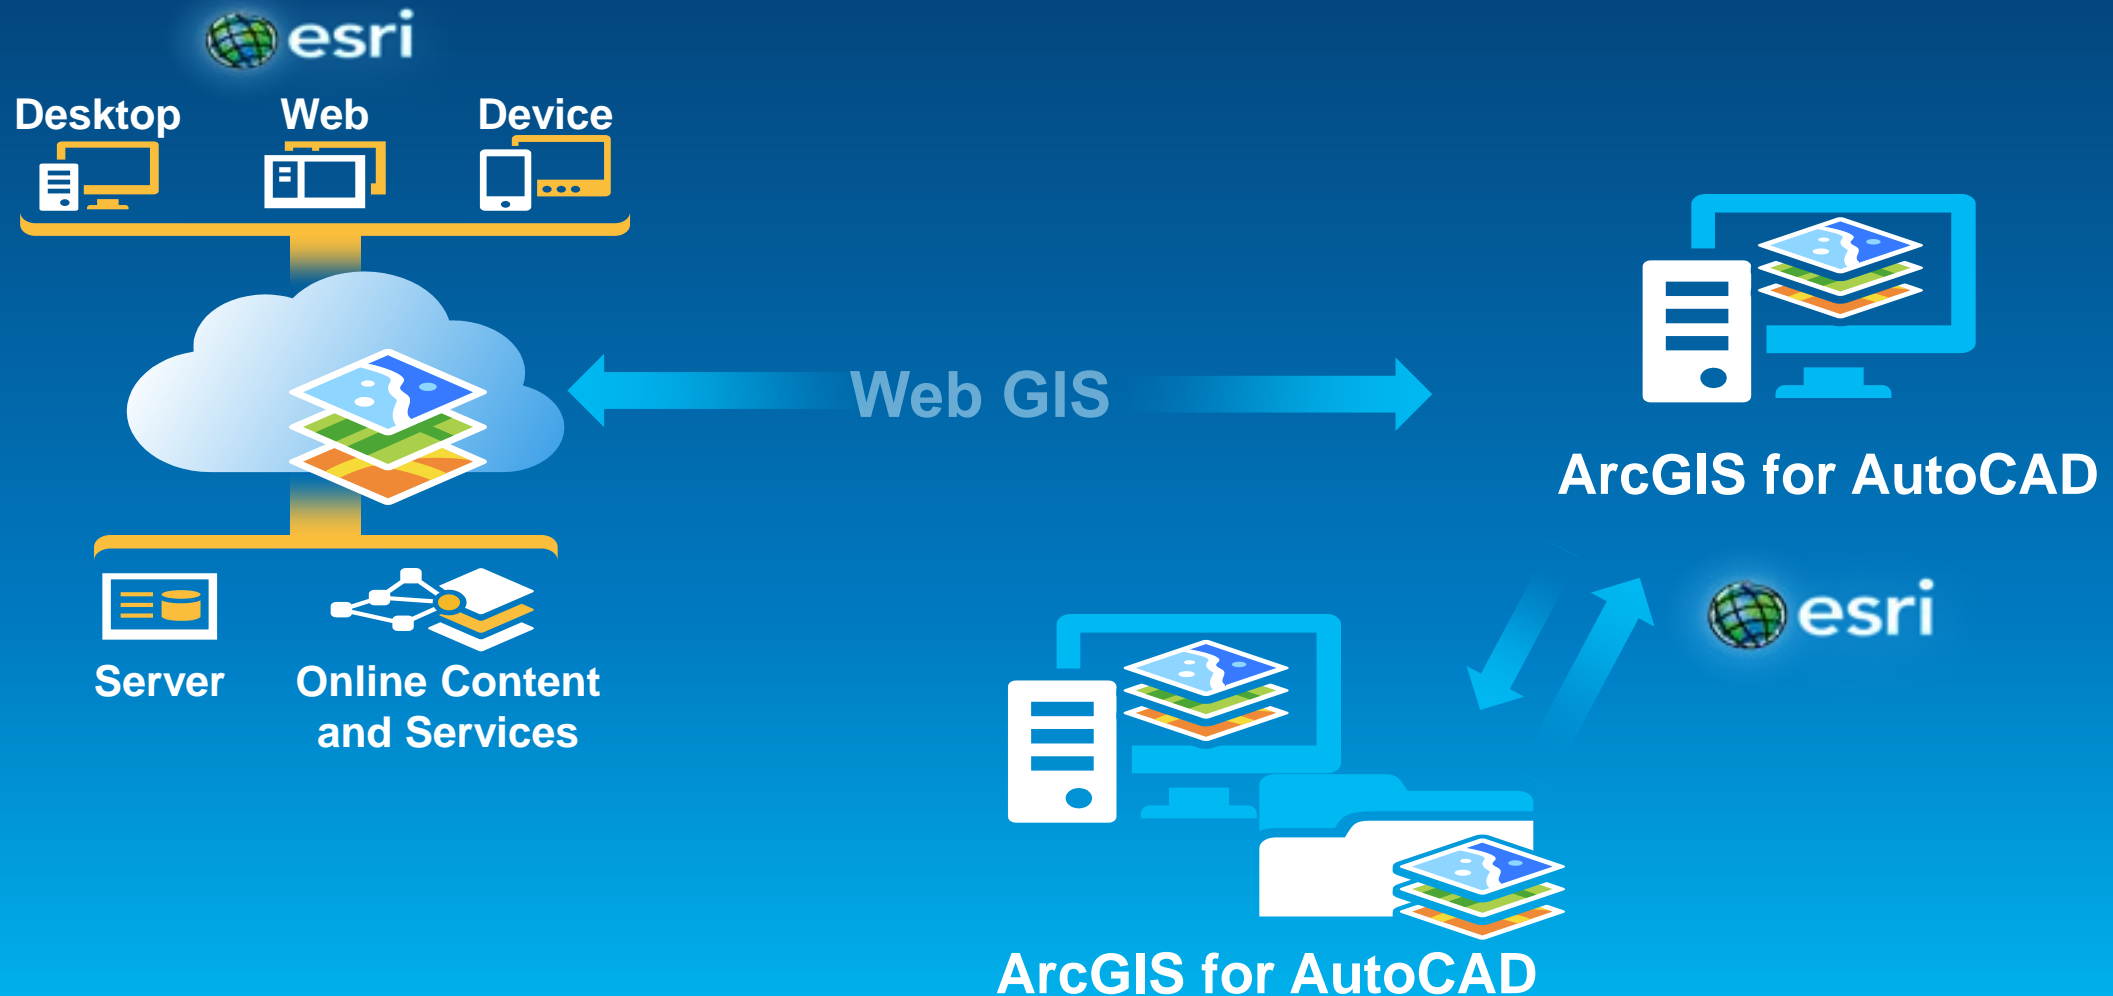 esri
Desktop
Web
Device
Web GIS
ArcGIS for AutoCAD
esri
Server
Online Content
and Services
ArcGIS for AutoCAD